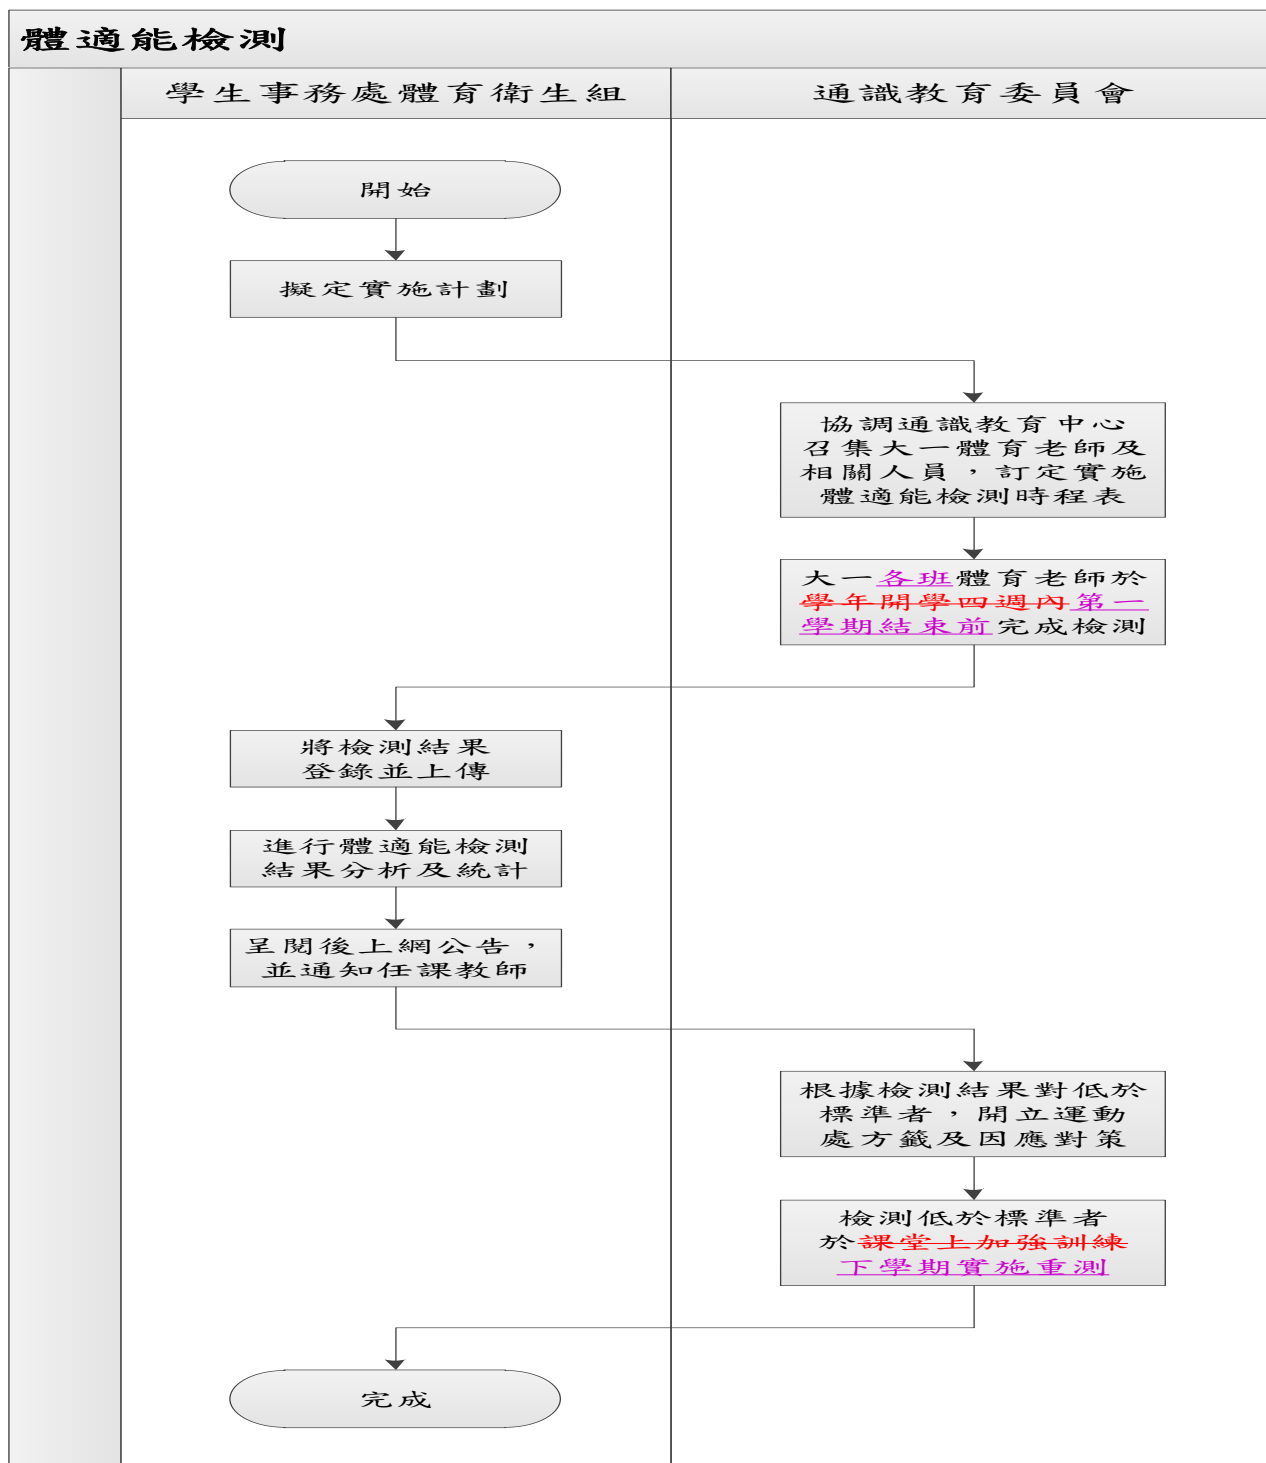 體適能檢測
學生事務處體育衛生組
通識教育委員會
開始
擬定實施計劃
協調通識教育中心
召集大一體育老師及
相關人員，訂定實施
體適能檢測時程表
大一各班體育老師於
學年開學四週內第一
學期結束前完成檢測
將檢測結果
登錄並上傳
進行體適能檢測
結果分析及統計
呈閱後上網公告，
並通知任課教師
根據檢測結果對低於
標準者，開立運動
處方籤及因應對策
檢測低於標準者
於課堂上加強訓練
下學期實施重測
完成